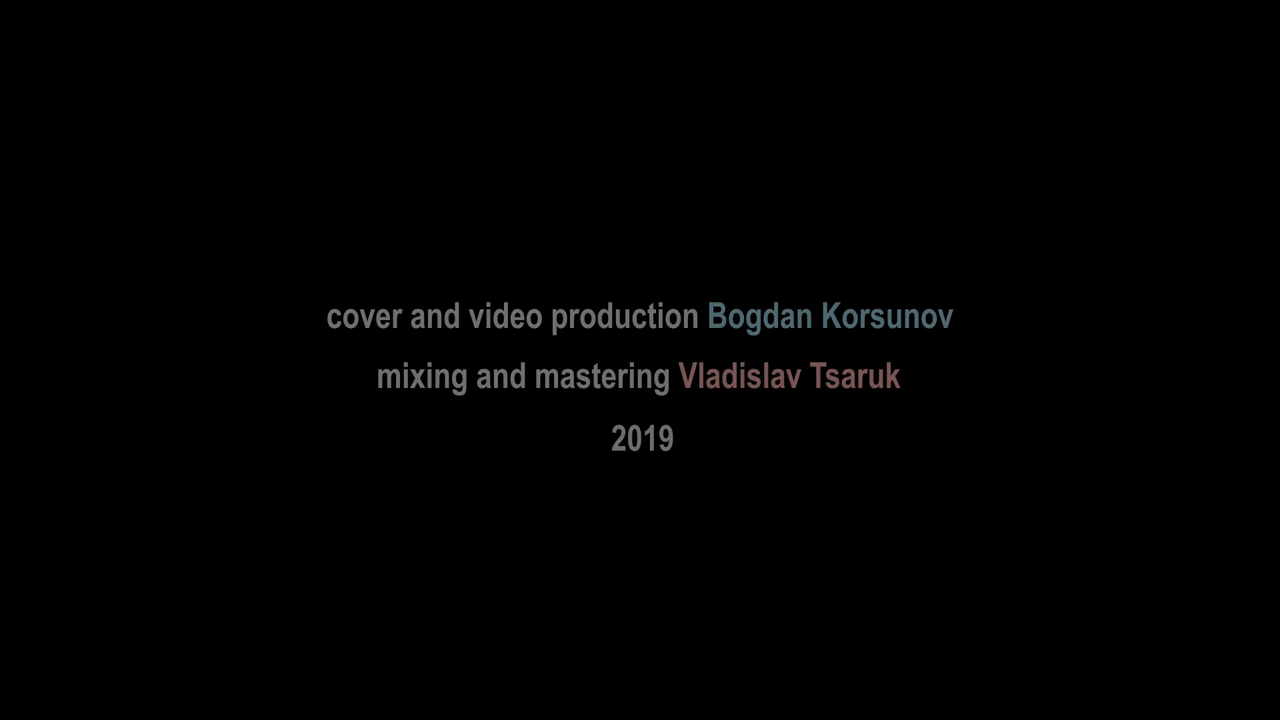 cover and video production Bogdan Korsunov
mixing and mastering Vladislav Tsaruk
2019